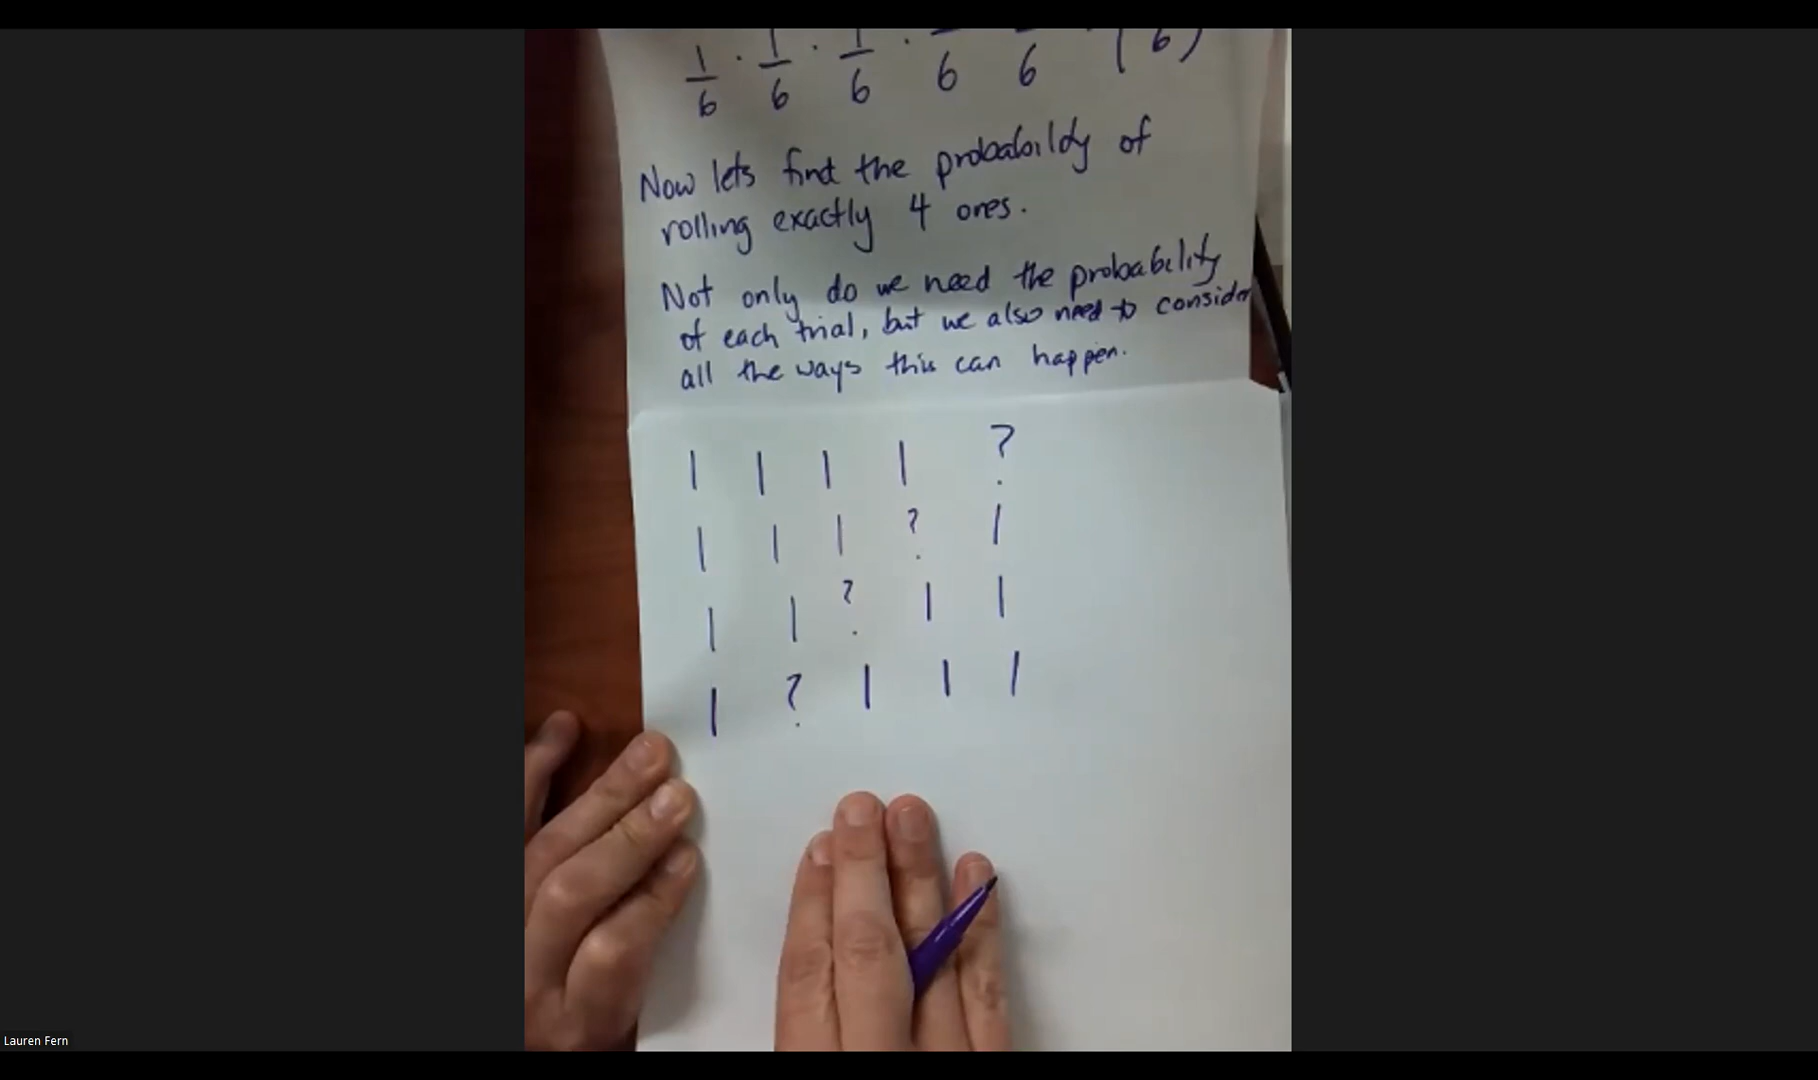 1/6 · 1/6 · 1/6 · /6 /6 ( 6 )
Now lets find the probabildy of
rolling exactly 4 ones.
Not only do we need the probability
of each trial, but we also need to consider
all the ways this can happen.
1 1 1 1 ?
1 1 1 ? 1
1 1 ? 1 1
1 ? 1 1 1
Lauren Fern